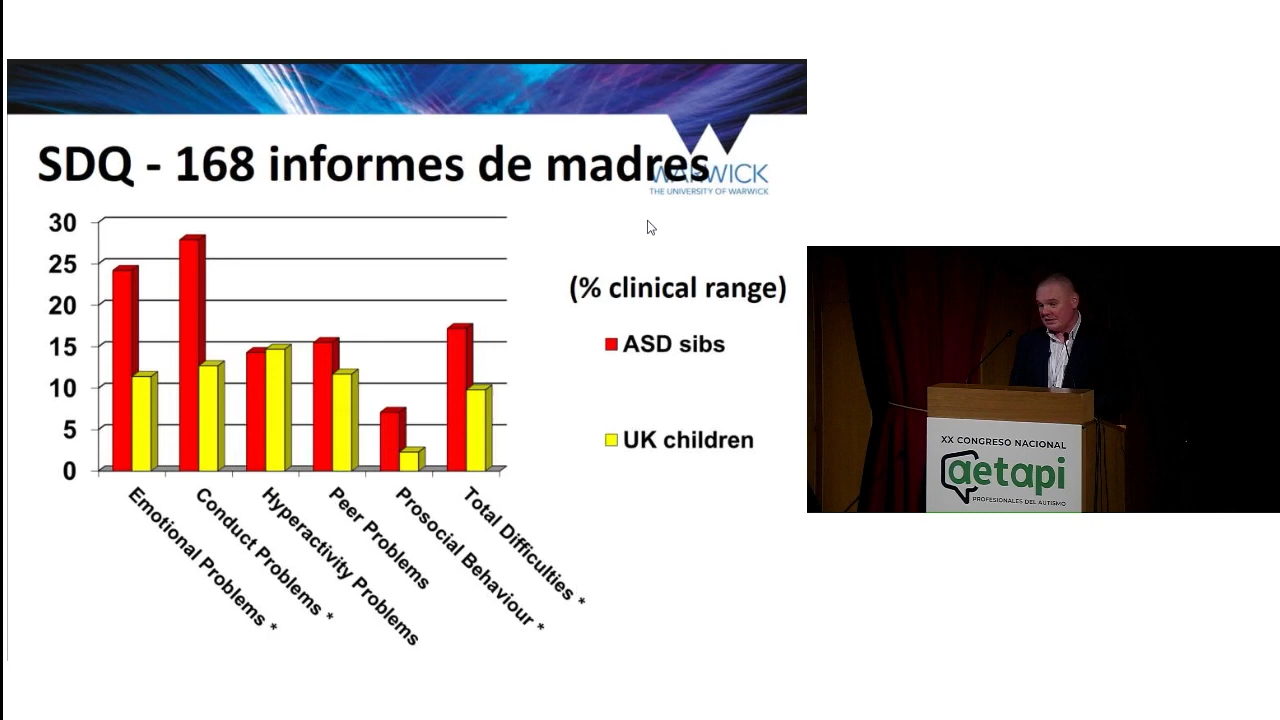 SDQ - 168 informes de madres
WARWICK
THE UNIVERSITY OF WARWICK
30
25
20
15
10
5
0
Emotional Problems *
Conduct Problems *
Hyperactivity Problems
Peer Problems
Prosocial Behaviour *
Total Difficulties *
(% clinical range)
ASD sibs
UK children
XX CONGRESO NACIONAL
aetapi
PROFESIONALES DEL AUTISMO